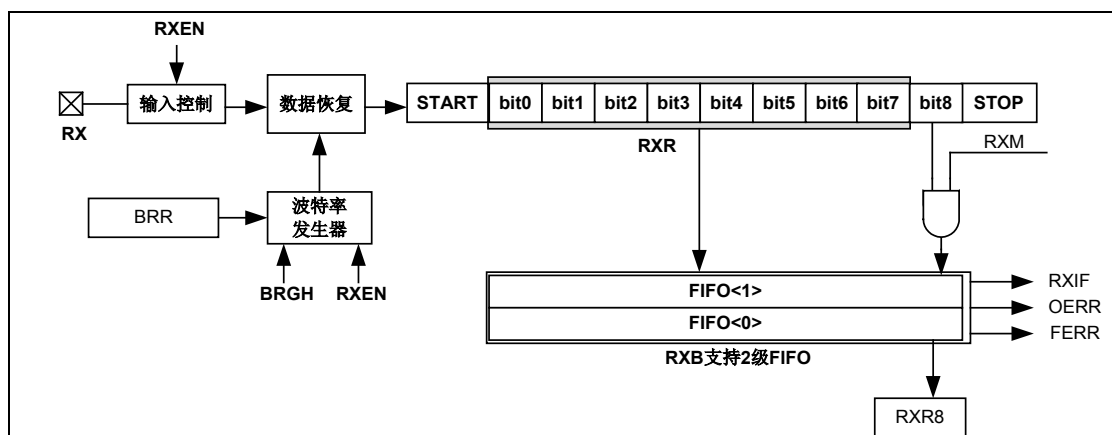 RXEN
RX
输入控制
数据恢复
START bit0 bit1 bit2 bit3 bit4 bit5 bit6 bit7 bit8 STOP
RXR
RXM
BRR
波特率
发生器
BRGH
RXEN
FIFO<1>
FIFO<0>
RXB支持2级FIFO
RXIF
OERR
FERR
RXR8